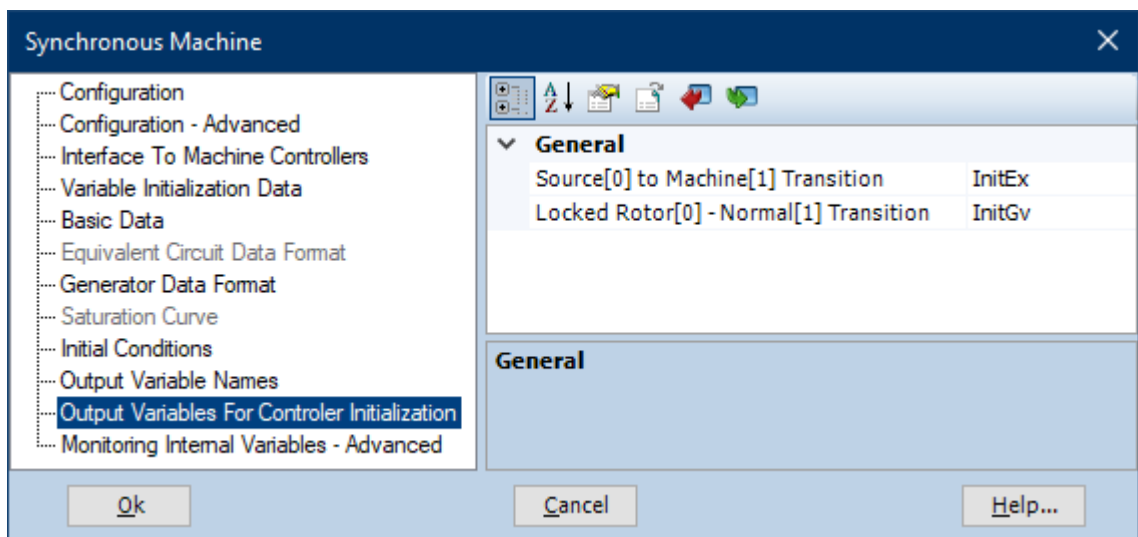 Synchronous Machine
Configuration
Configuration - Advanced
Interface To Machine Controllers
Variable Initialization Data
Basic Data
Equivalent Circuit Data Format
Generator Data Format
Saturation Curve
Initial Conditions
Output Variable Names
Output Variables For Controler Initialization
Monitoring Internal Variables - Advanced
General
Source[0] to Machine[1] Transition InitEx
Locked Rotor[0] - Normal[1] Transition InitGv
General
Ok Cancel Help...